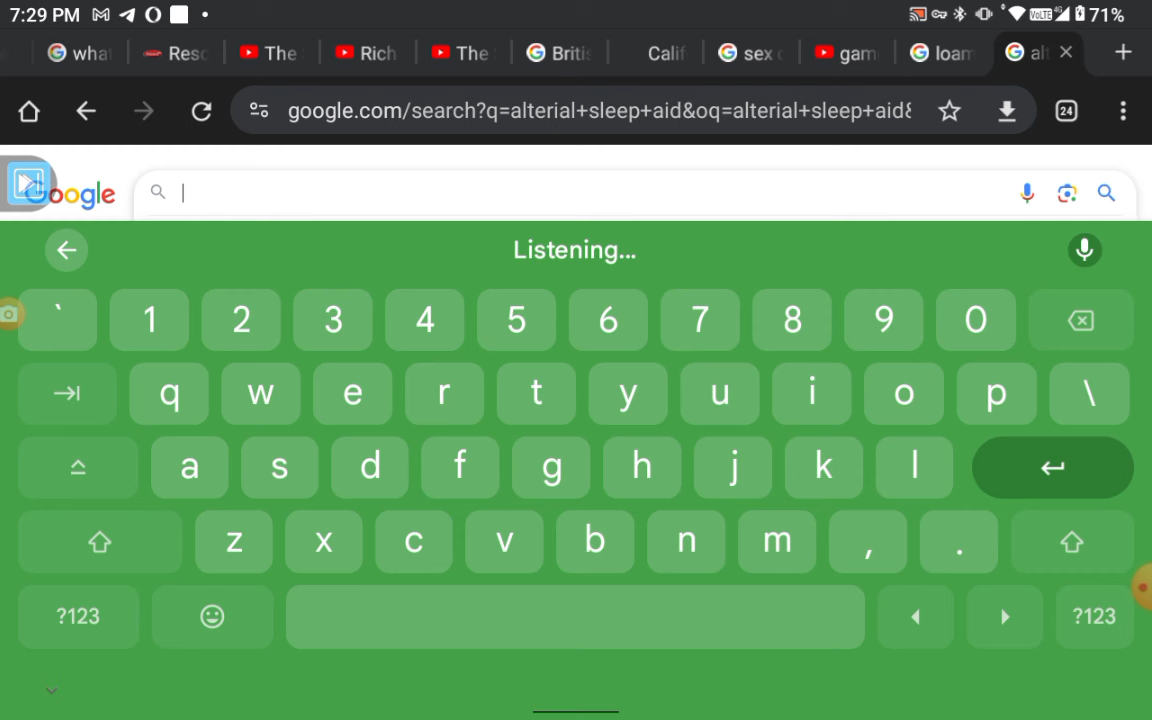 7:29 PM 71%
what Resc The Rich The Britis Calif sex c gam loam alt
google.com/search?q=alterial+sleep+aid&oq=alterial+sleep+aid&
24
Google
Listening...
` 1 2 3 4 5 6 7 8 9 0
q w e r t y u i o p \
a s d f g h j k l
z x c v b n m , .
?123 ?123